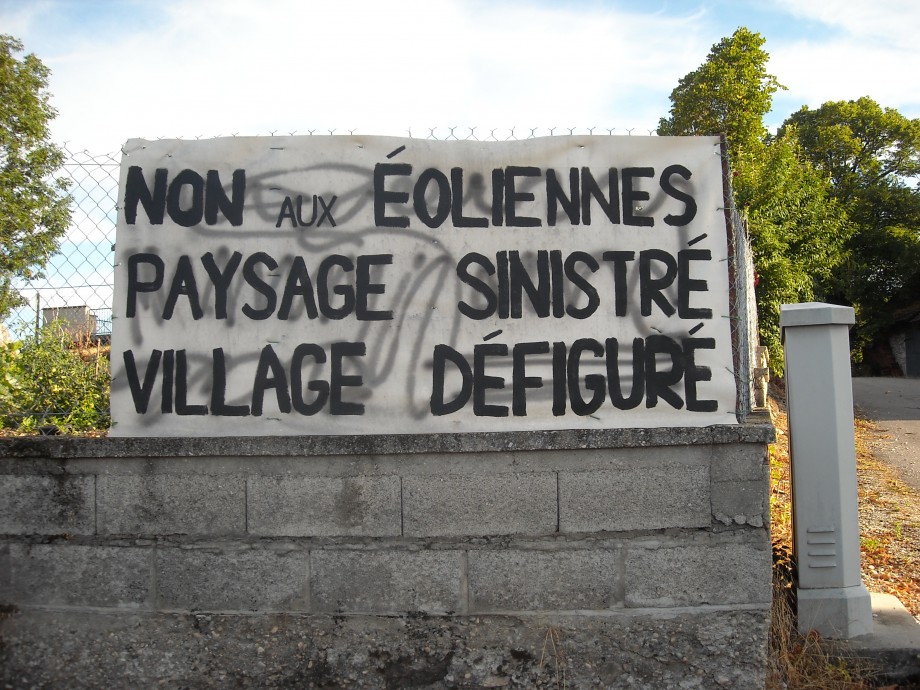 NON AUX ÉOLIENNES
PAYSAGE SINISTRÉ
VILLAGE DÉFIGURÉ